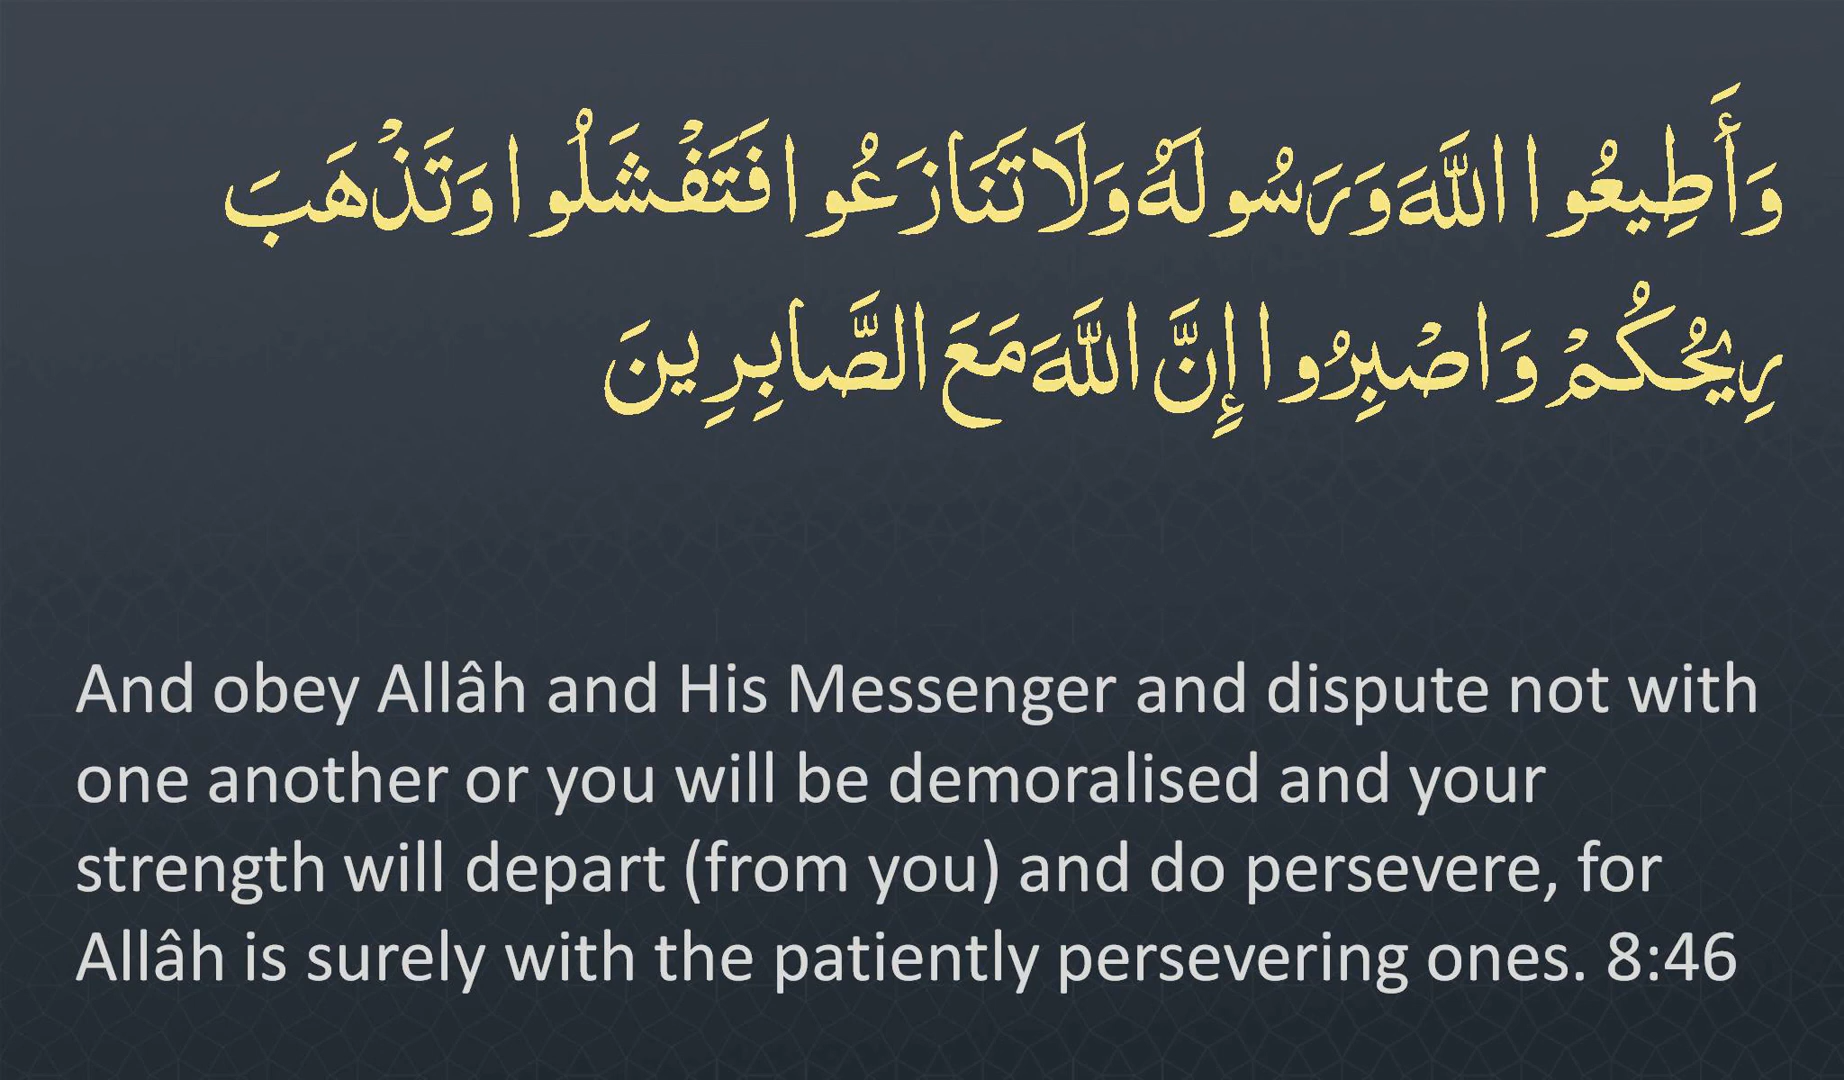 وَأَطِيعُوا اللَّهَ وَرَسُولَهُ وَلَا تَنَازَعُوا فَتَفْشَلُوا وَتَذْهَبَ
رِيحُكُمْ وَاصْبِرُوا إِنَّ اللَّهَ مَعَ الصَّابِرِينَ
And obey Allâh and His Messenger and dispute not with
one another or you will be demoralised and your
strength will depart (from you) and do persevere, for
Allâh is surely with the patiently persevering ones. 8:46